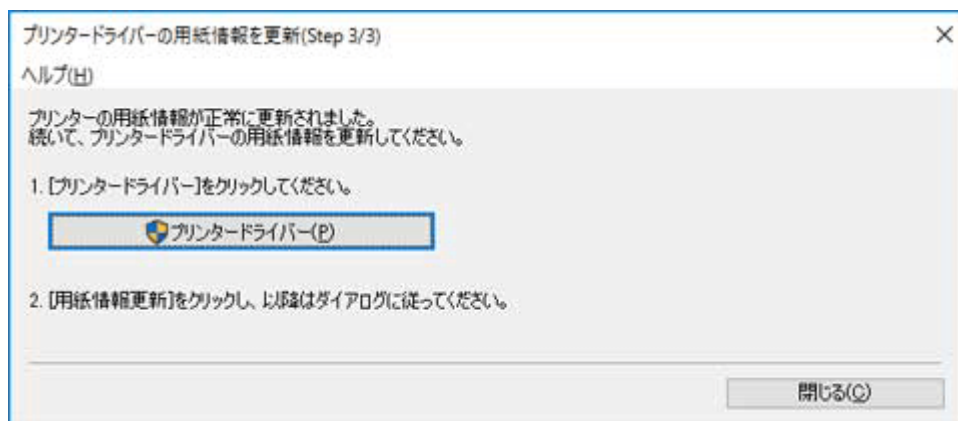 プリンタードライバーの用紙情報を更新(Step 3/3)
ヘルプ(H)
プリンターの用紙情報が正常に更新されました。
続いて、プリンタードライバーの用紙情報を更新してください。
1. [プリンタードライバー]をクリックしてください。
プリンタードライバー(P)
2. [用紙情報更新]をクリックし、以降はダイアログに従ってください。
閉じる(C)